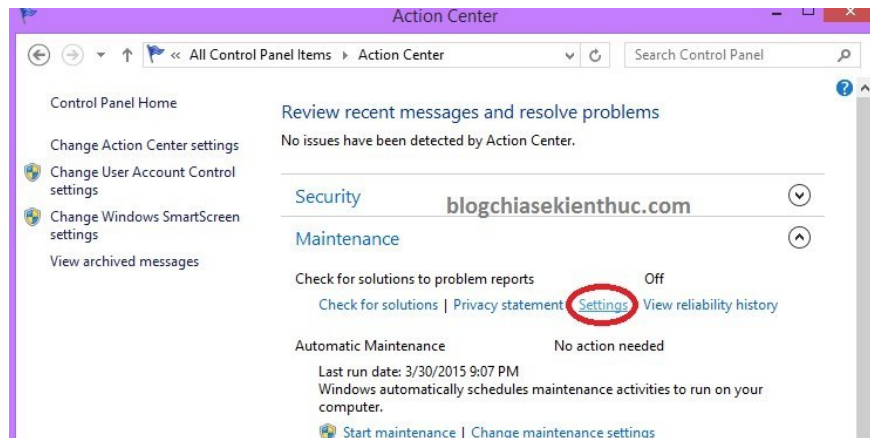 Action Center
« All Control Panel Items Action Center Search Control Panel
Control Panel Home
Change Action Center settings
Change User Account Control
settings
Change Windows SmartScreen
settings
View archived messages
Review recent messages and resolve problems
No issues have been detected by Action Center.
Security
blogchiasekienthuc.com
Maintenance
Check for solutions to problem reports Off
Check for solutions | Privacy statement Settings View reliability history
Automatic Maintenance No action needed
Last run date: 3/30/2015 9:07 PM
Windows automatically schedules maintenance activities to run on your
computer.
Start maintenance | Change maintenance settings